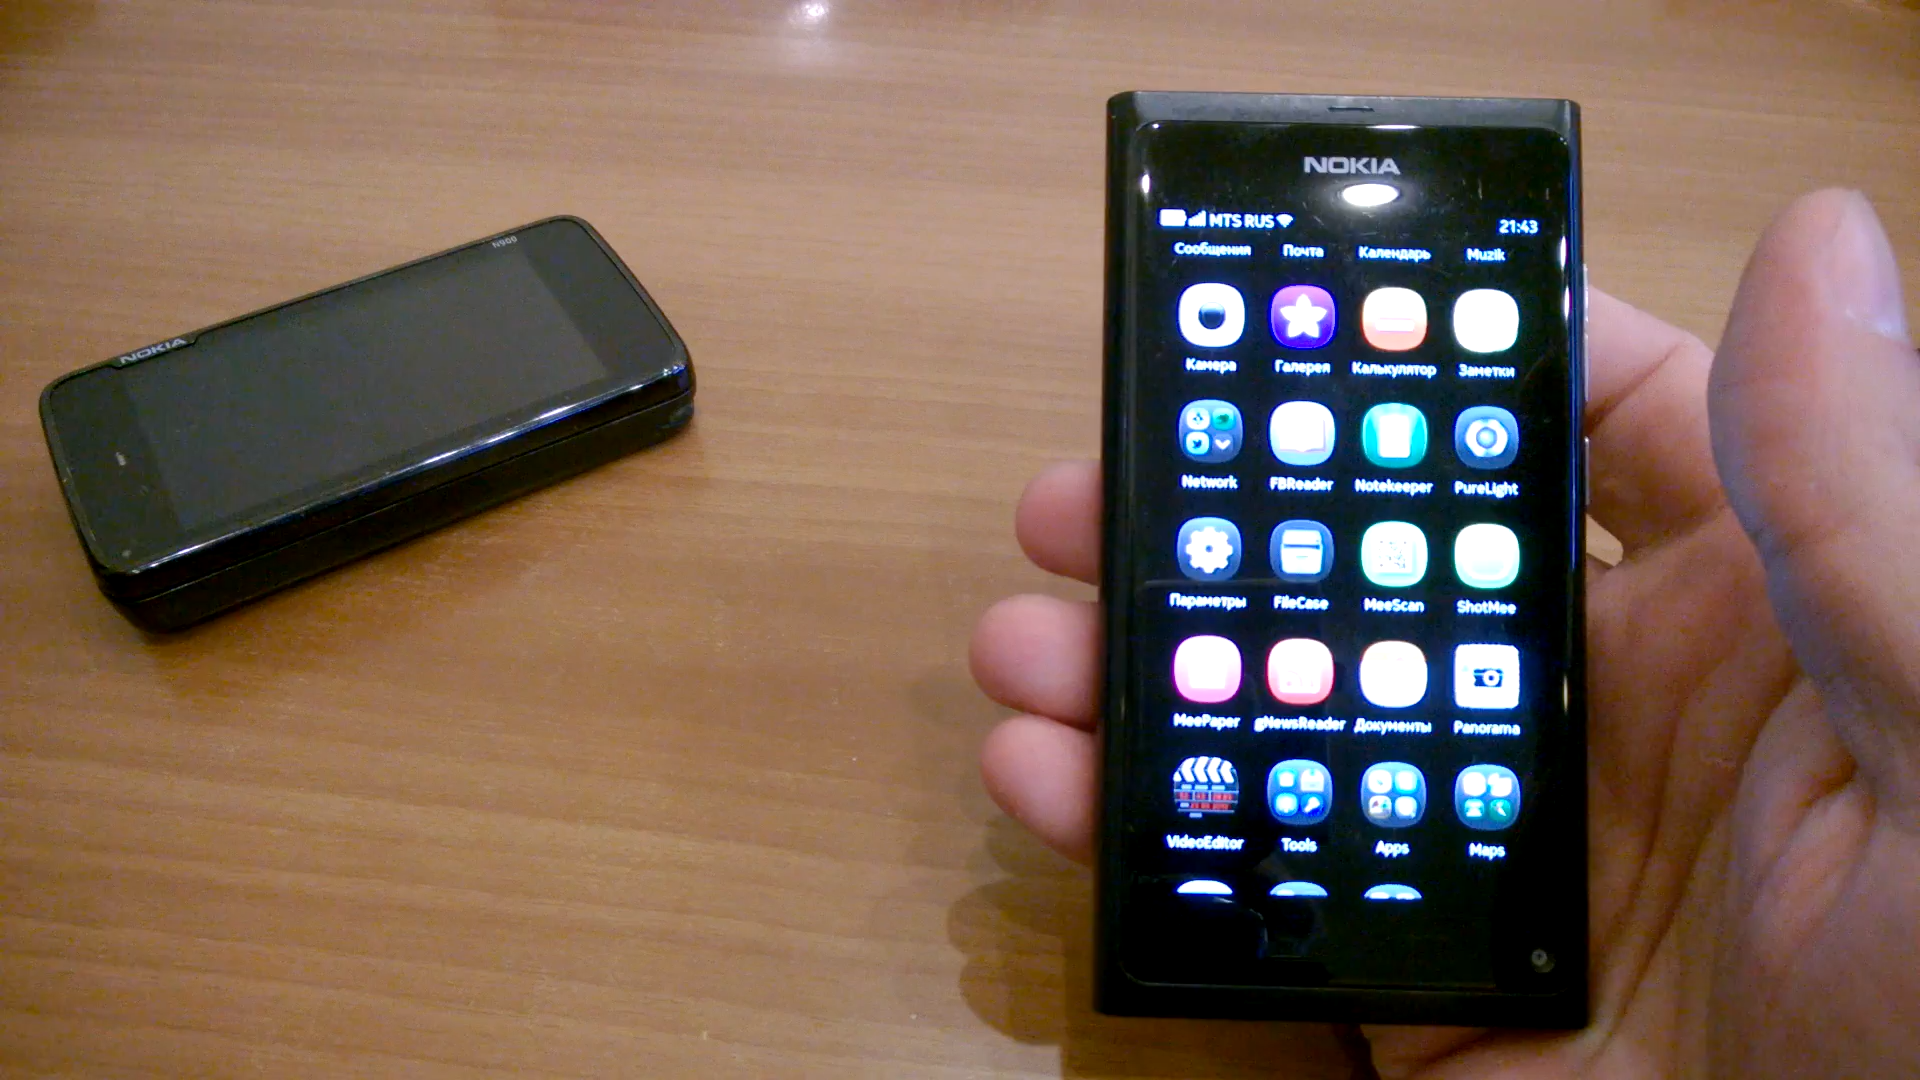 N900
NOKIA
NOKIA
MTS RUS 21:43
Сообщения Почта Календарь Muzik
Камера Галерея Калькулятор Заметки
Network FBReader Notekeeper PureLight
Параметры FileCase MeeScan ShotMee
MeePaper gNewsReader Документы Panorama
VideoEditor Tools Apps Maps